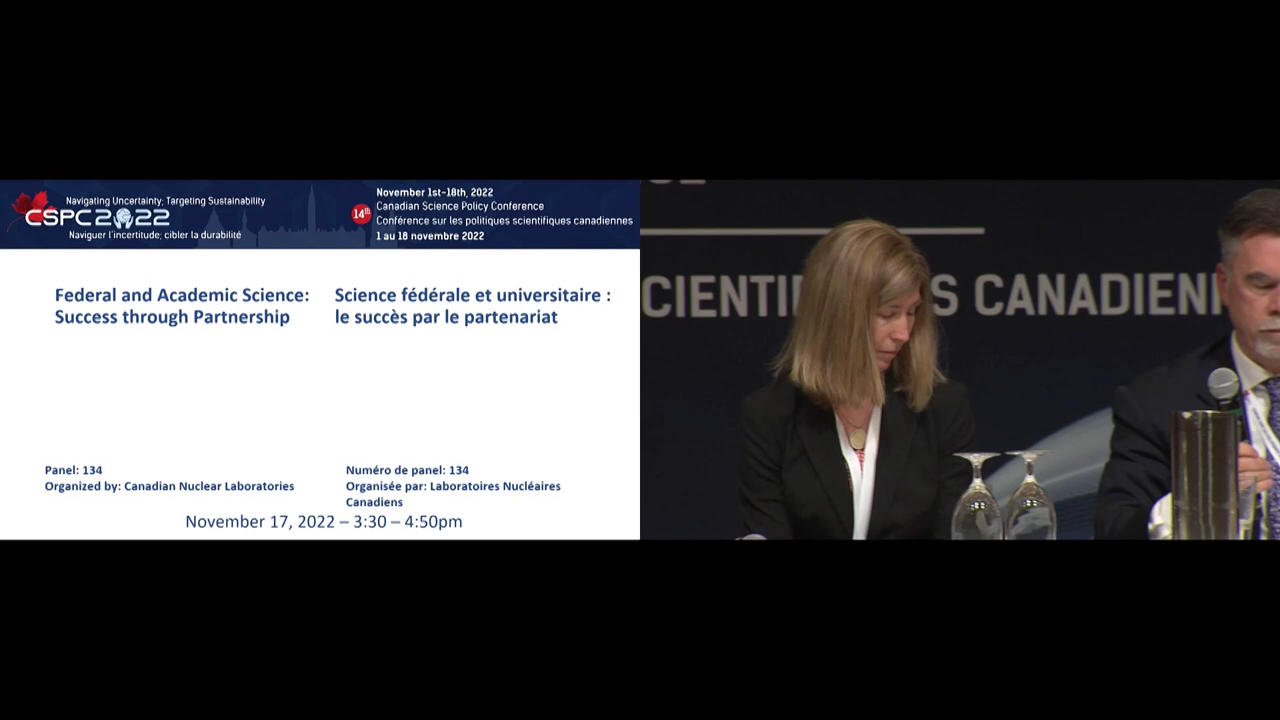 Navigating Uncertainty; Targeting Sustainability
CSPC 2022
Naviguer l'incertitude; cibler la durabilité
14th
November 1st-18th, 2022
Canadian Science Policy Conference
Conférence sur les politiques scientifiques canadiennes
1 au 18 novembre 2022
Federal and Academic Science:
Success through Partnership
Science fédérale et universitaire :
le succès par le partenariat
Panel: 134
Organized by: Canadian Nuclear Laboratories
Numéro de panel: 134
Organisée par: Laboratoires Nucléaires
Canadiens
November 17, 2022 – 3:30 – 4:50pm
CIENTI S CANADIEN